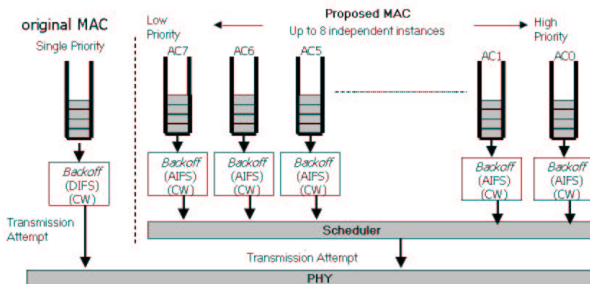 original MAC
Single Priority
Backoff
(DIFS)
(CW)
Transmission
Attempt
Low
Priority
Proposed MAC
Up to 8 independent instances
High
Priority
AC7
AC6
AC5
AC1
AC0
Backoff
(AIFS)
(CW)
Backoff
(AIFS)
(CW)
Backoff
(AIFS)
(CW)
Backoff
(AIFS)
(CW)
Backoff
(AIFS)
(CW)
Scheduler
Transmission Attempt
PHY